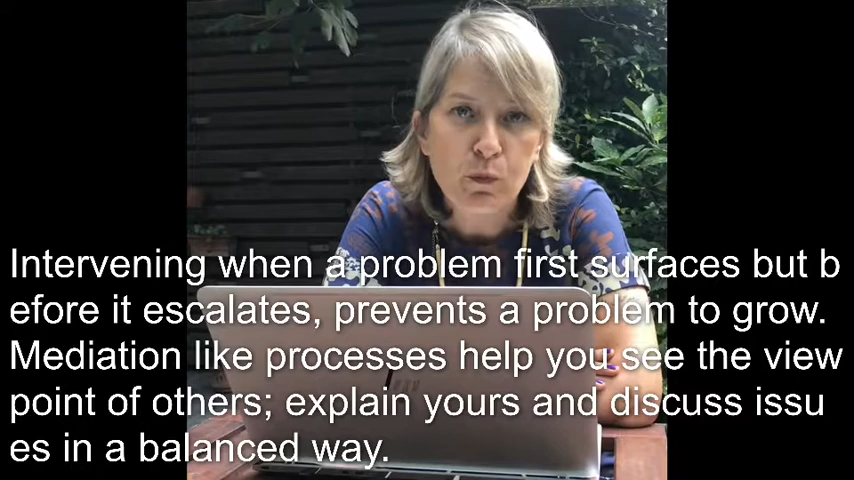 Intervening when a problem first surfaces but b
efore it escalates, prevents a problem to grow.
Mediation like processes help you see the view
point of others; explain yours and discuss issu
es in a balanced way.